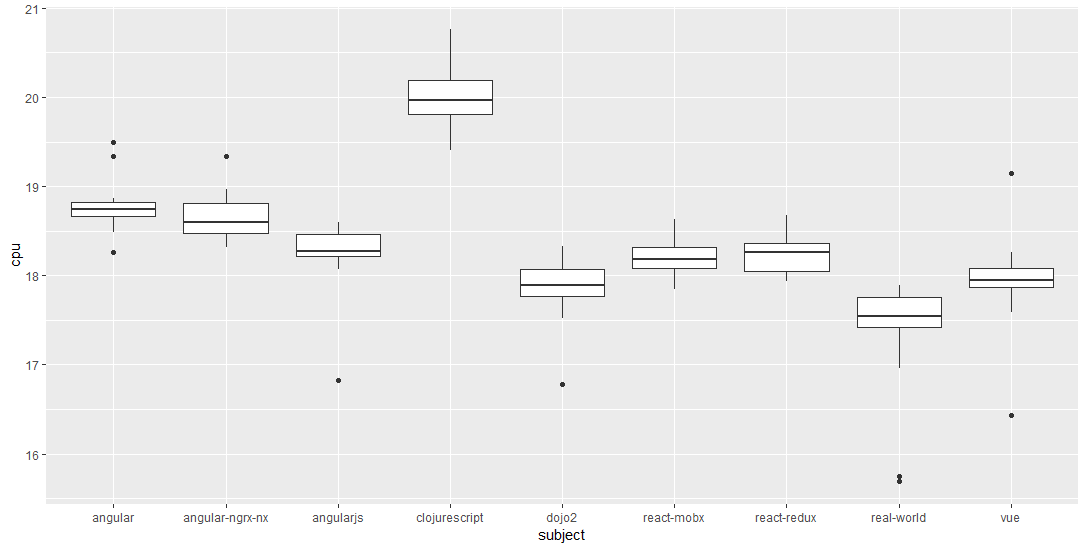 21
20
19
18
17
16
cpu
angular angular-ngrx-nx angularjs clojurescript dojo2 react-mobx react-redux real-world vue
subject